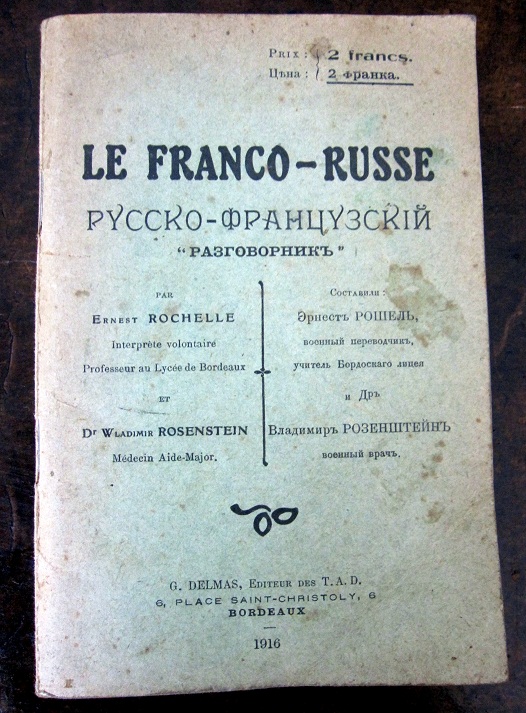 PRIX : 2 francs.
Цѣна : 2 франка.
LE FRANCO-RUSSE
РУССКО-ФРАНЦУЗСКІЙ
“РАЗГОВОРНИКЪ”
PAR
ERNEST ROCHELLE
Interprète volontaire
Professeur au Lycée de Bordeaux
ET
Dr WLADIMIR ROSENSTEIN
Médecin Aide-Major.
Составили :
Эрнестъ РОШЕЛЬ,
военный переводчикъ,
учитель Бордоскаго лицея
и Дръ
Владимиръ РОЗЕНШТЕЙНЪ
военный врачъ.
G. DELMAS, EDITEUR DES T. A. D.
6, PLACE SAINT-CHRISTOLY, 6
BORDEAUX
1916